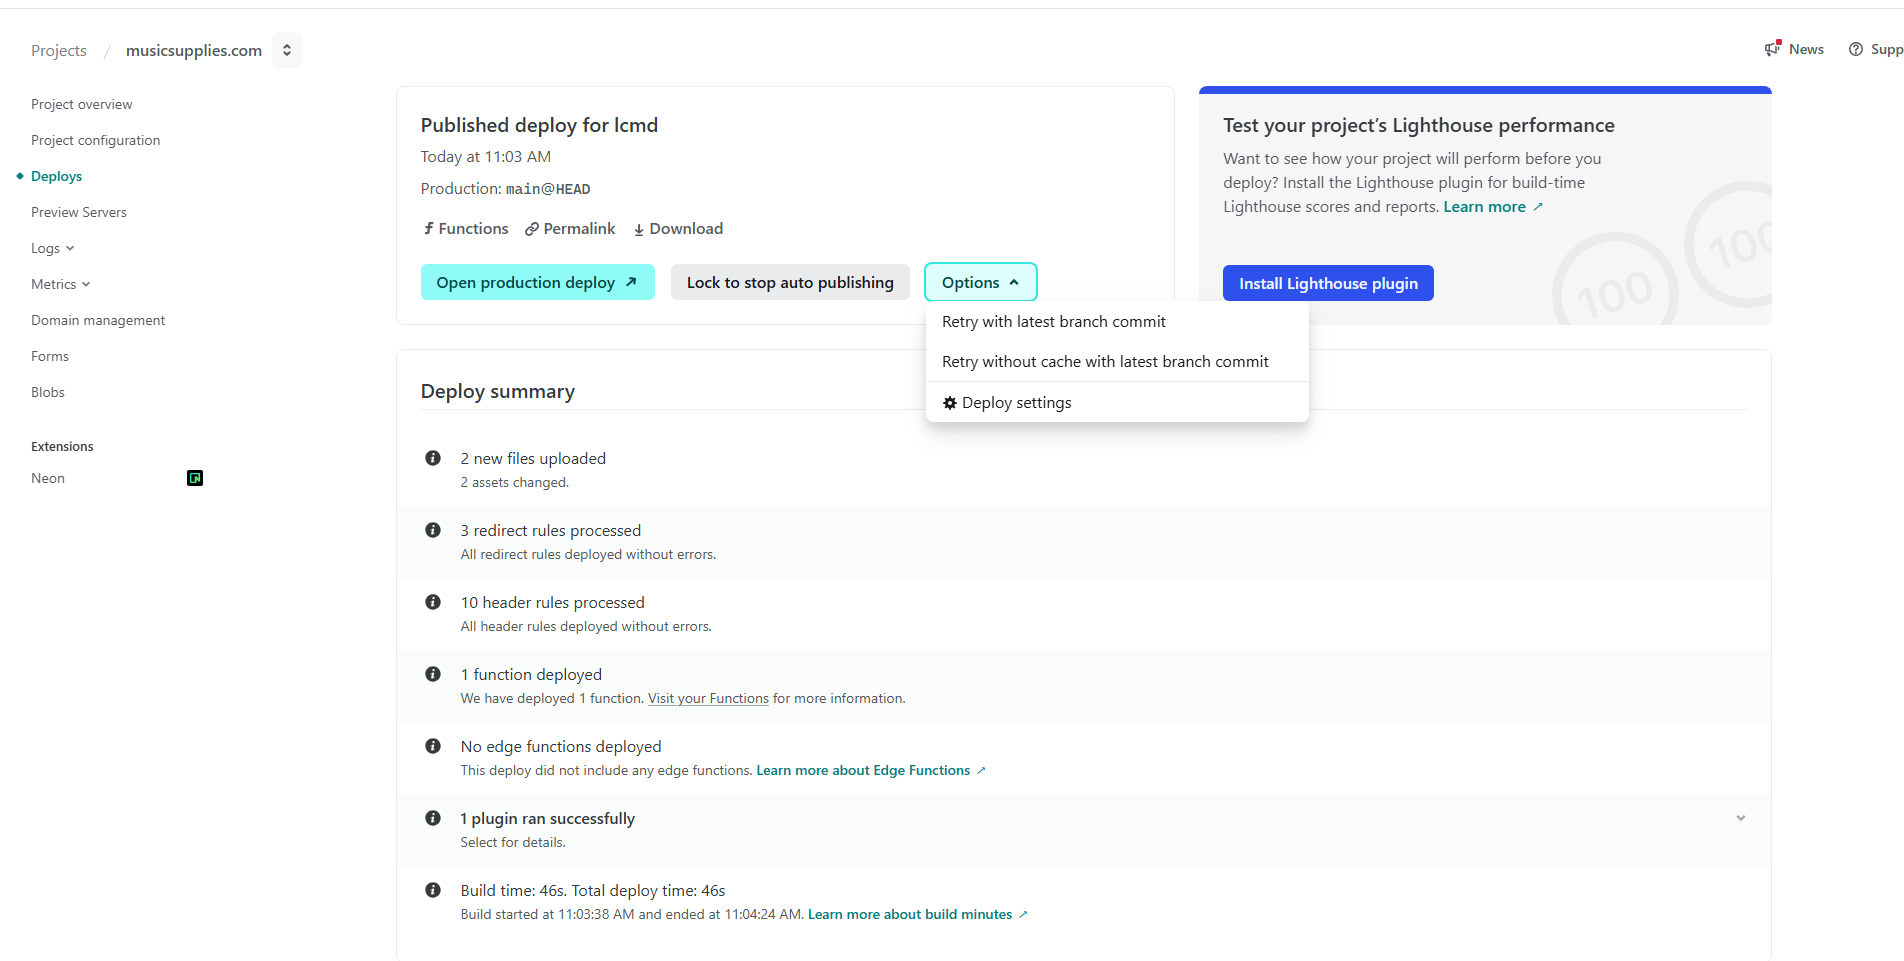 Projects / musicsupplies.com
News
Supp
Project overview
Project configuration
Deploys
Preview Servers
Logs
Metrics
Domain management
Forms
Blobs
Extensions
Neon
Published deploy for lcmd
Today at 11:03 AM
Production: main@HEAD
Functions Permalink Download
Open production deploy Lock to stop auto publishing Options
Retry with latest branch commit
Retry without cache with latest branch commit
Deploy settings
Test your project's Lighthouse performance
Want to see how your project will perform before you
deploy? Install the Lighthouse plugin for build-time
Lighthouse scores and reports. Learn more
Install Lighthouse plugin
100
100
Deploy summary
2 new files uploaded
2 assets changed.
3 redirect rules processed
All redirect rules deployed without errors.
10 header rules processed
All header rules deployed without errors.
1 function deployed
We have deployed 1 function. Visit your Functions for more information.
No edge functions deployed
This deploy did not include any edge functions. Learn more about Edge Functions
1 plugin ran successfully
Select for details.
Build time: 46s. Total deploy time: 46s
Build started at 11:03:38 AM and ended at 11:04:24 AM. Learn more about build minutes